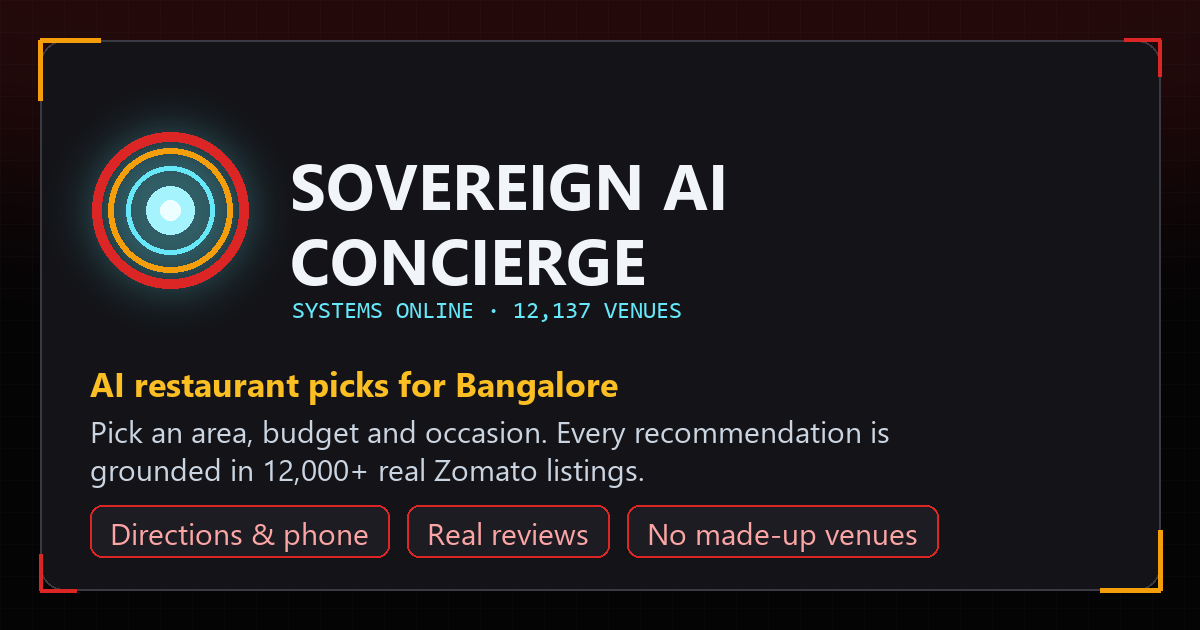 SOVEREIGN AI
CONCIERGE
SYSTEMS ONLINE · 12,137 VENUES
AI restaurant picks for Bangalore
Pick an area, budget and occasion. Every recommendation is
grounded in 12,000+ real Zomato listings.
Directions & phone
Real reviews
No made-up venues